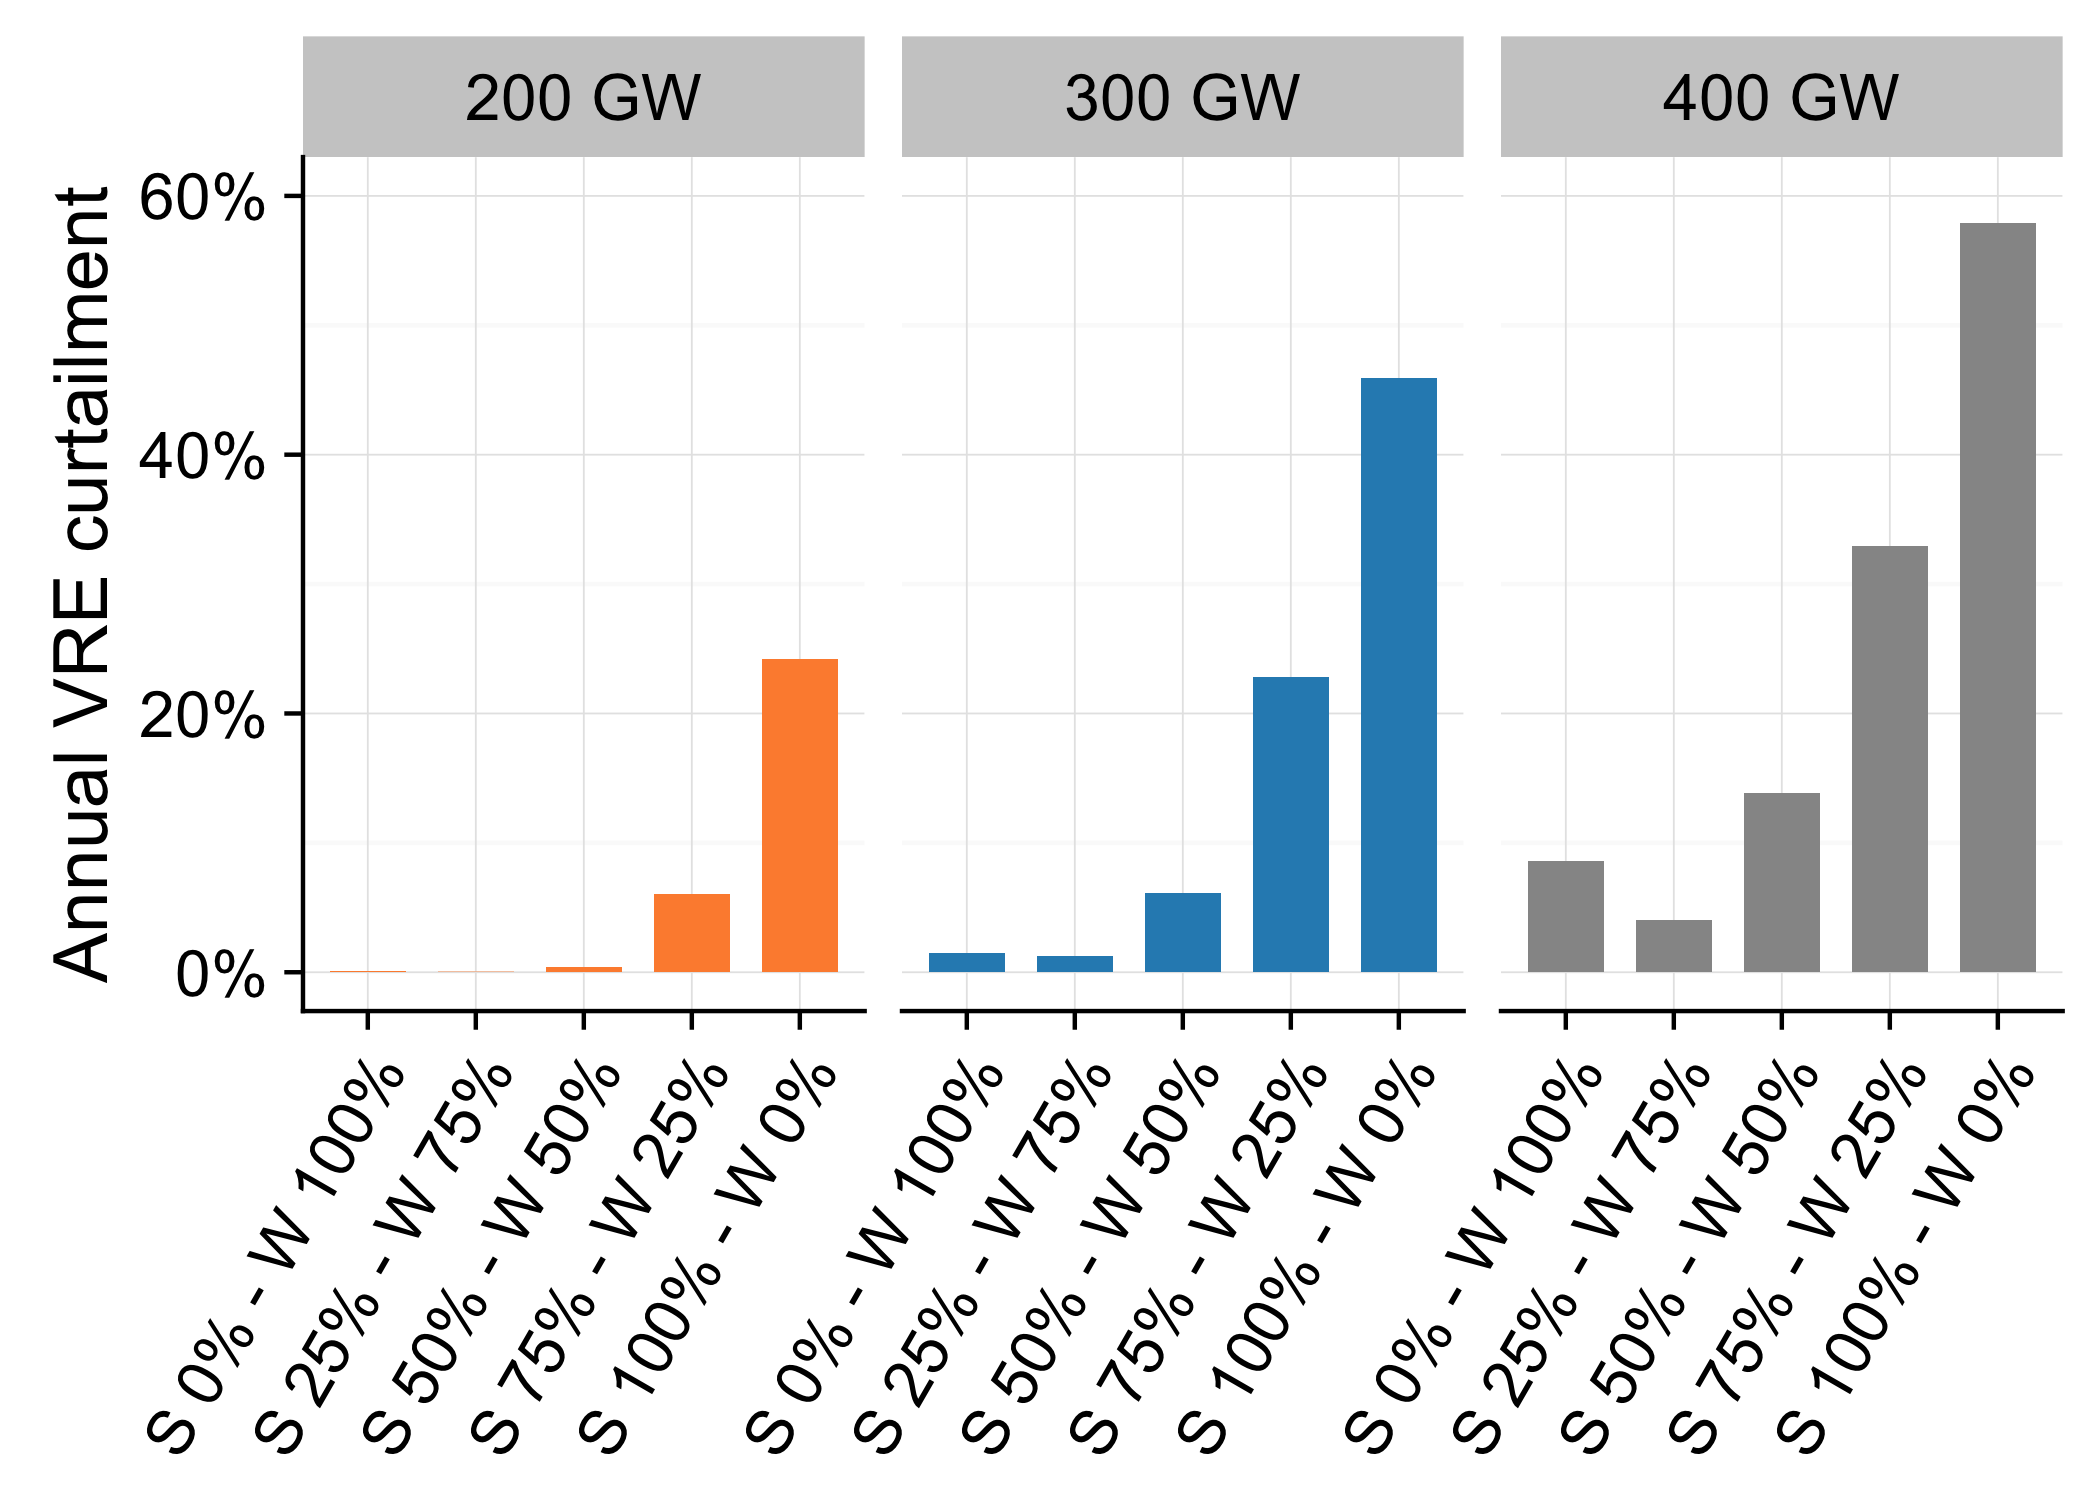 200 GW
300 GW
400 GW
Annual VRE curtailment
60%
40%
20%
0%
S 0% - W 100%
S 25% - W 75%
S 50% - W 50%
S 75% - W 25%
S 100% - W 0%
S 0% - W 100%
S 25% - W 75%
S 50% - W 50%
S 75% - W 25%
S 100% - W 0%
S 0% - W 100%
S 25% - W 75%
S 50% - W 50%
S 75% - W 25%
S 100% - W 0%